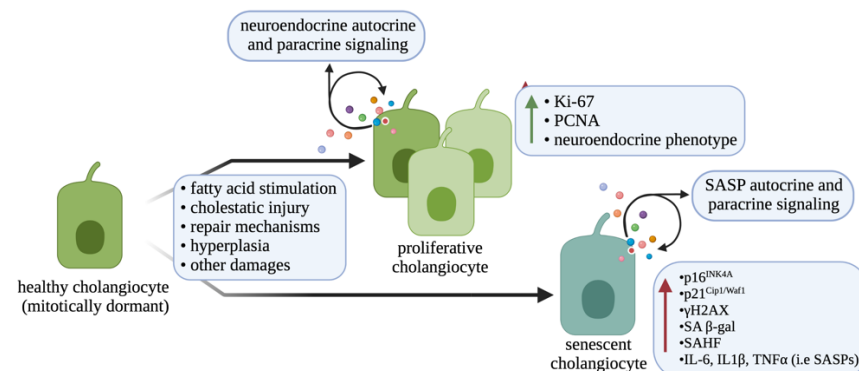 neuroendocrine autocrine
and paracrine signaling
• Ki-67
• PCNA
• neuroendocrine phenotype
• fatty acid stimulation
• cholestatic injury
• repair mechanisms
• hyperplasia
• other damages
healthy cholangiocyte
(mitotically dormant)
proliferative
cholangiocyte
SASP autocrine and
paracrine signaling
senescent
cholangiocyte
•p16INK4A
•p21Cip1/Waf1
•γH2AX
•SA β-gal
•SAHF
•IL-6, IL1β, TNFα (i.e SASPs)